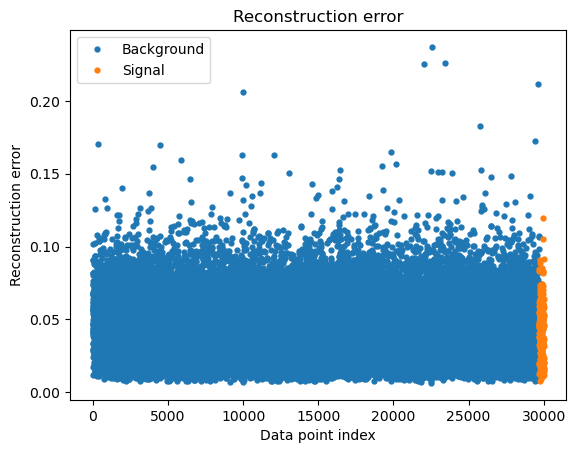 Reconstruction error
Background
Signal
Reconstruction error
0.20
0.15
0.10
0.05
0.00
0 5000 10000 15000 20000 25000 30000
Data point index